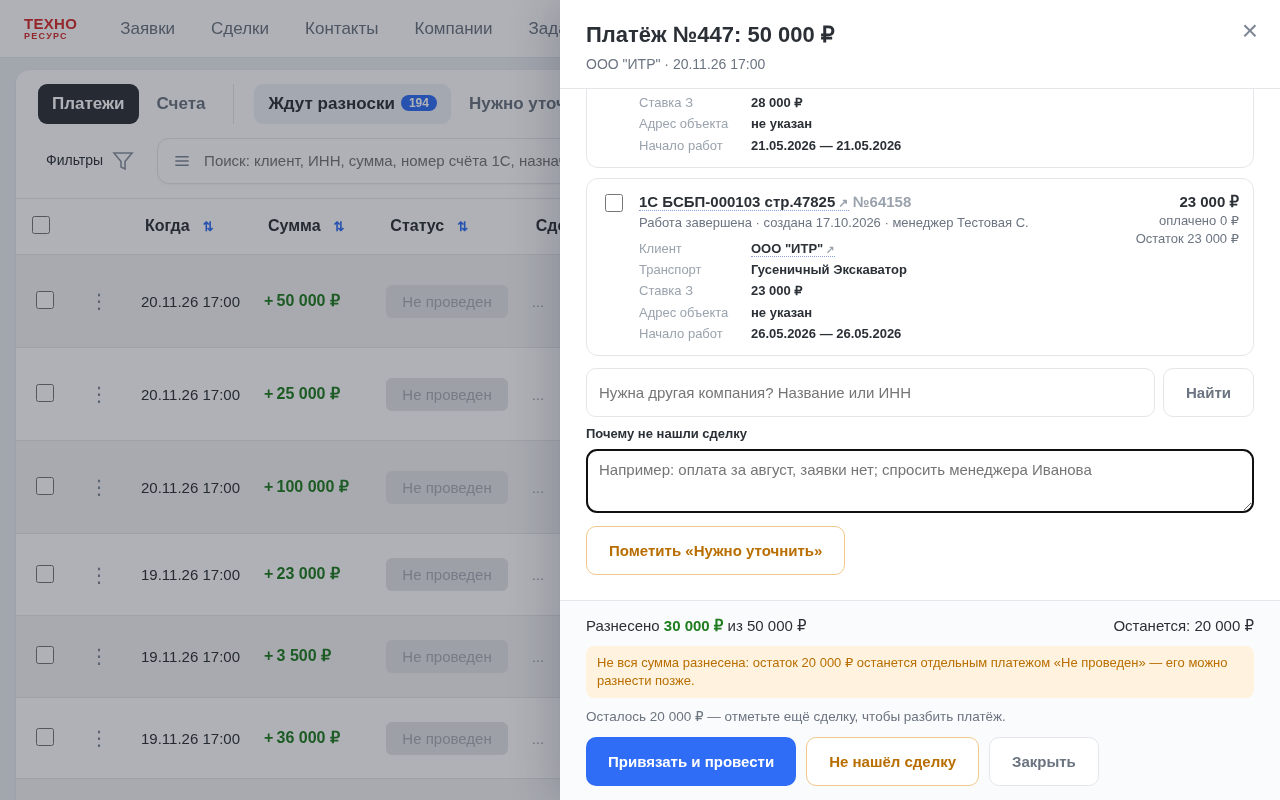 ТЕХНО
РЕСУРС
Заявки
Сделки
Контакты
Компании
Платежи
Счета
Ждут разноски 194
Нужно уточ
Фильтры
Поиск: клиент, ИНН, сумма, номер счёта 1С, назнач
Когда
Сумма
Статус
Сде
20.11.26 17:00 + 50 000 ₽ Не проведен ...
20.11.26 17:00 + 25 000 ₽ Не проведен ...
20.11.26 17:00 + 100 000 ₽ Не проведен ...
19.11.26 17:00 + 23 000 ₽ Не проведен ...
19.11.26 17:00 + 3 500 ₽ Не проведен ...
19.11.26 17:00 + 36 000 ₽ Не проведен ...
Платёж №447: 50 000 ₽
ООО "ИТР" · 20.11.26 17:00
Ставка З 28 000 ₽
Адрес объекта не указан
Начало работ 21.05.2026 — 21.05.2026
1С БСБП-000103 стр.47825 ↗ №64158
23 000 ₽
Работа завершена · создана 17.10.2026 · менеджер Тестовая С.
оплачено 0 ₽
Остаток 23 000 ₽
Клиент ООО "ИТР" ↗
Транспорт Гусеничный Экскаватор
Ставка З 23 000 ₽
Адрес объекта не указан
Начало работ 26.05.2026 — 26.05.2026
Нужна другая компания? Название или ИНН
Найти
Почему не нашли сделку
Например: оплата за август, заявки нет; спросить менеджера Иванова
Пометить «Нужно уточнить»
Разнесено 30 000 ₽ из 50 000 ₽
Останется: 20 000 ₽
Не вся сумма разнесена: остаток 20 000 ₽ останется отдельным платежом «Не проведен» — его можно
разнести позже.
Осталось 20 000 ₽ — отметьте ещё сделку, чтобы разбить платёж.
Привязать и провести
Не нашёл сделку
Закрыть